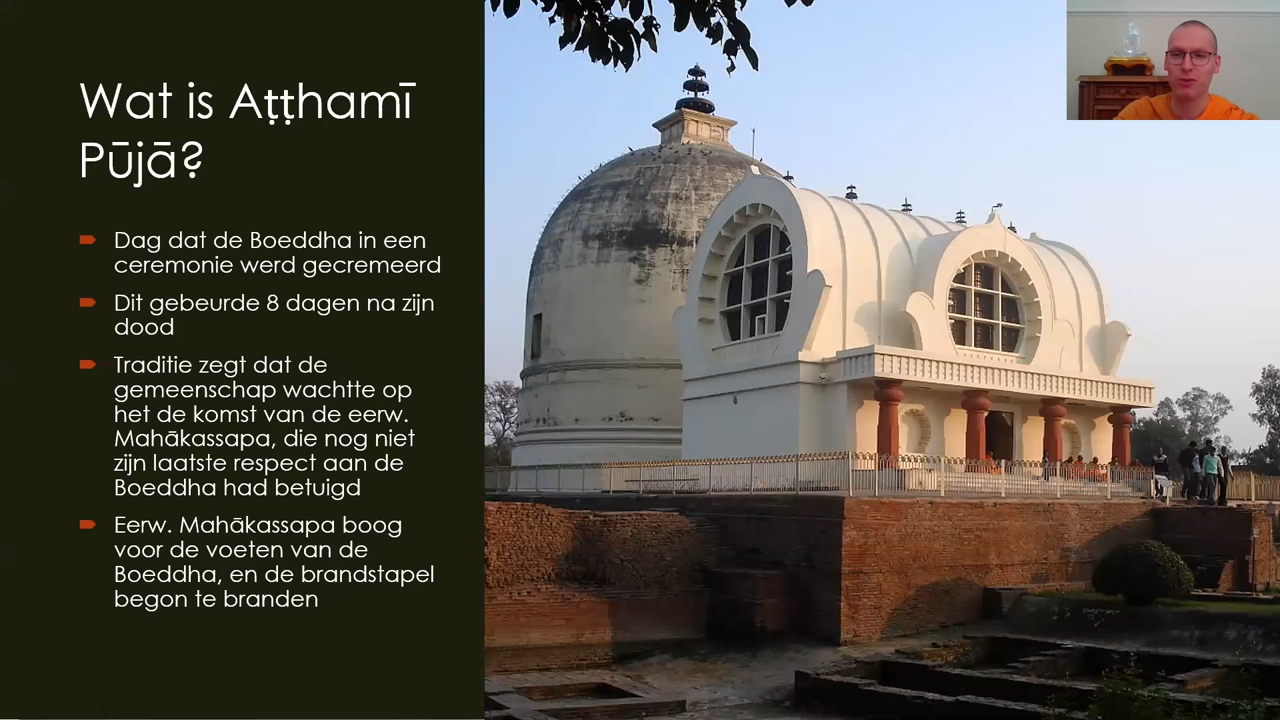 Wat is Aṭṭhamī
Pūjā?
Dag dat de Boeddha in een
ceremonie werd gecremeerd
Dit gebeurde 8 dagen na zijn
dood
Traditie zegt dat de
gemeenschap wachtte op
het de komst van de eerw.
Mahākassapa, die nog niet
zijn laatste respect aan de
Boeddha had betuigd
Eerw. Mahākassapa boog
voor de voeten van de
Boeddha, en de brandstapel
begon te branden